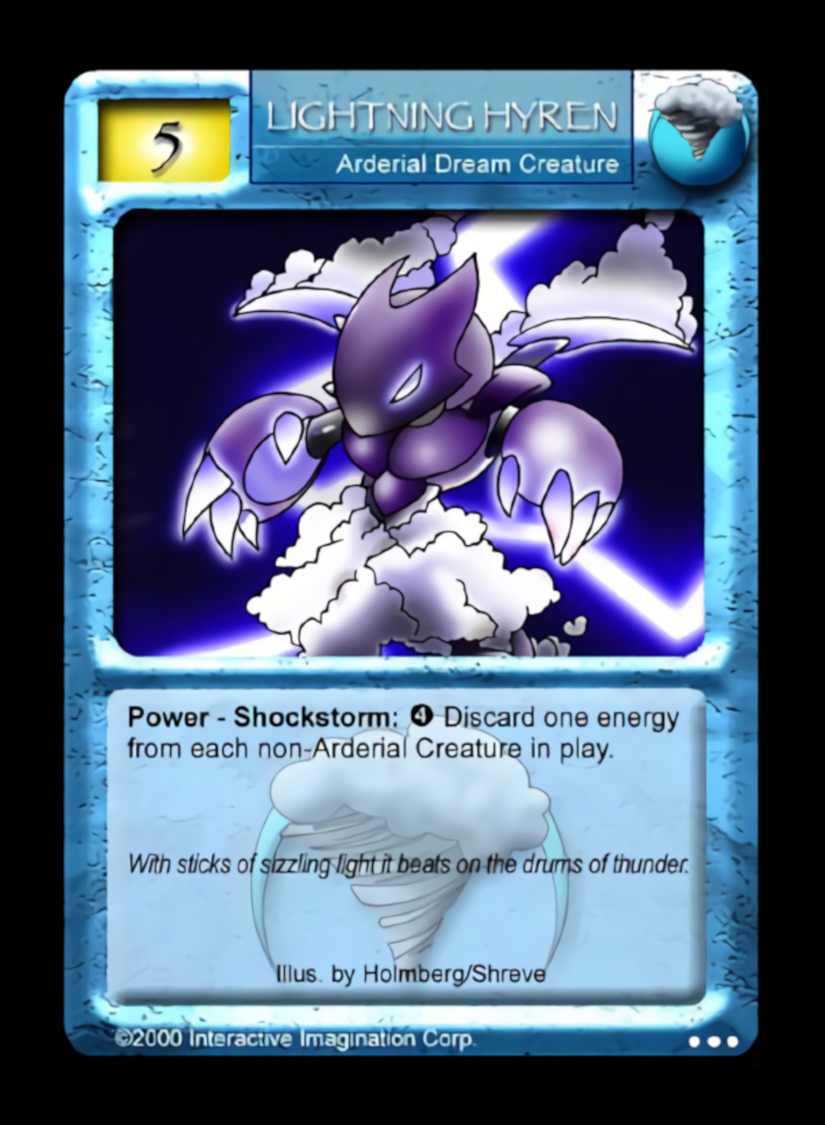 5
LIGHTNING HYREN
Arderial Dream Creature
Power - Shockstorm: ❹ Discard one energy
from each non-Arderial Creature in play.
With sticks of sizzling light it beats on the drums of thunder.
Illus. by Holmberg/Shreve
©2000 Interactive Imagination Corp.